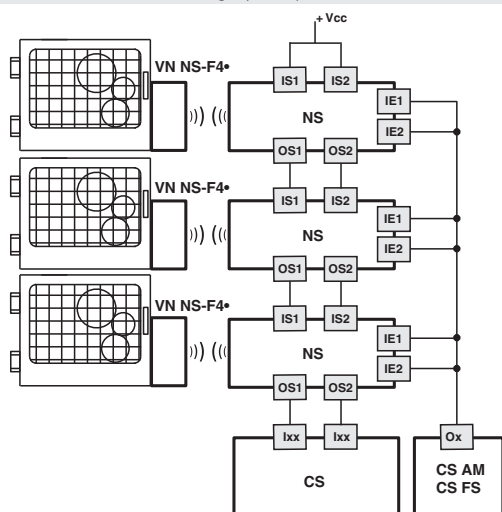 + Vcc
VN NS-F4•
IS1 IS2
IE1
NS
IE2
OS1 OS2
VN NS-F4•
IS1 IS2
IE1
NS
IE2
OS1 OS2
VN NS-F4•
IS1 IS2
IE1
NS
IE2
OS1 OS2
Ixx Ixx Ox
CS
CS AM
CS FS